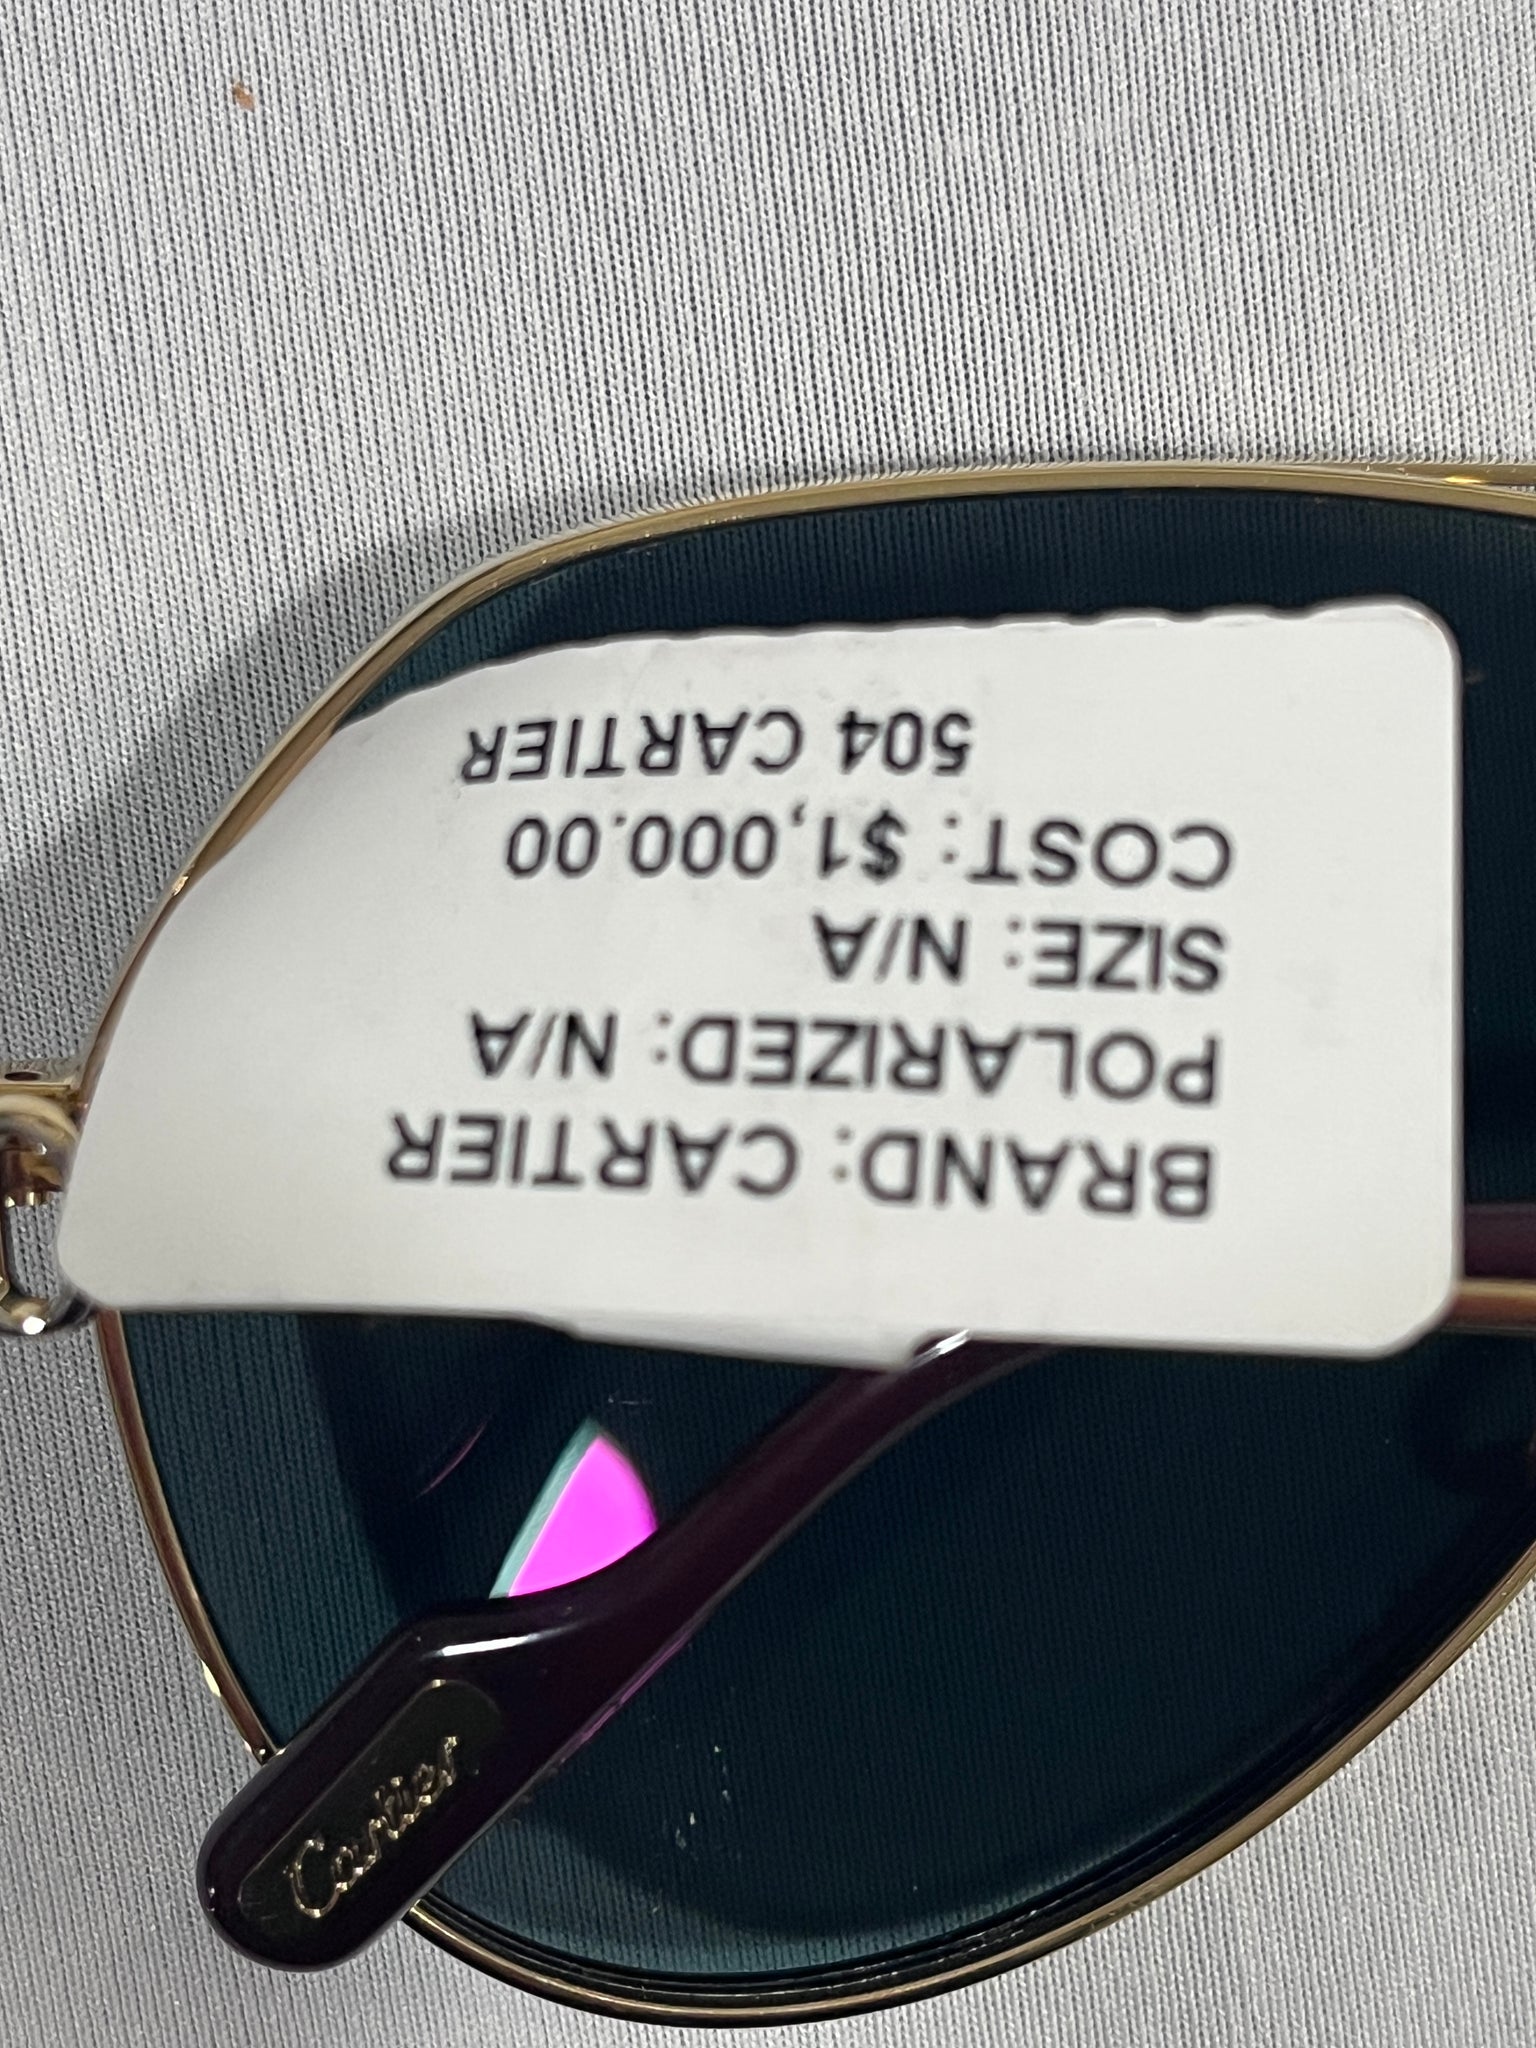 BRAND: CARTIER
POLARIZED: N/A
SIZE: N/A
COST: $1,000.00
504 CARTIER
Cartier